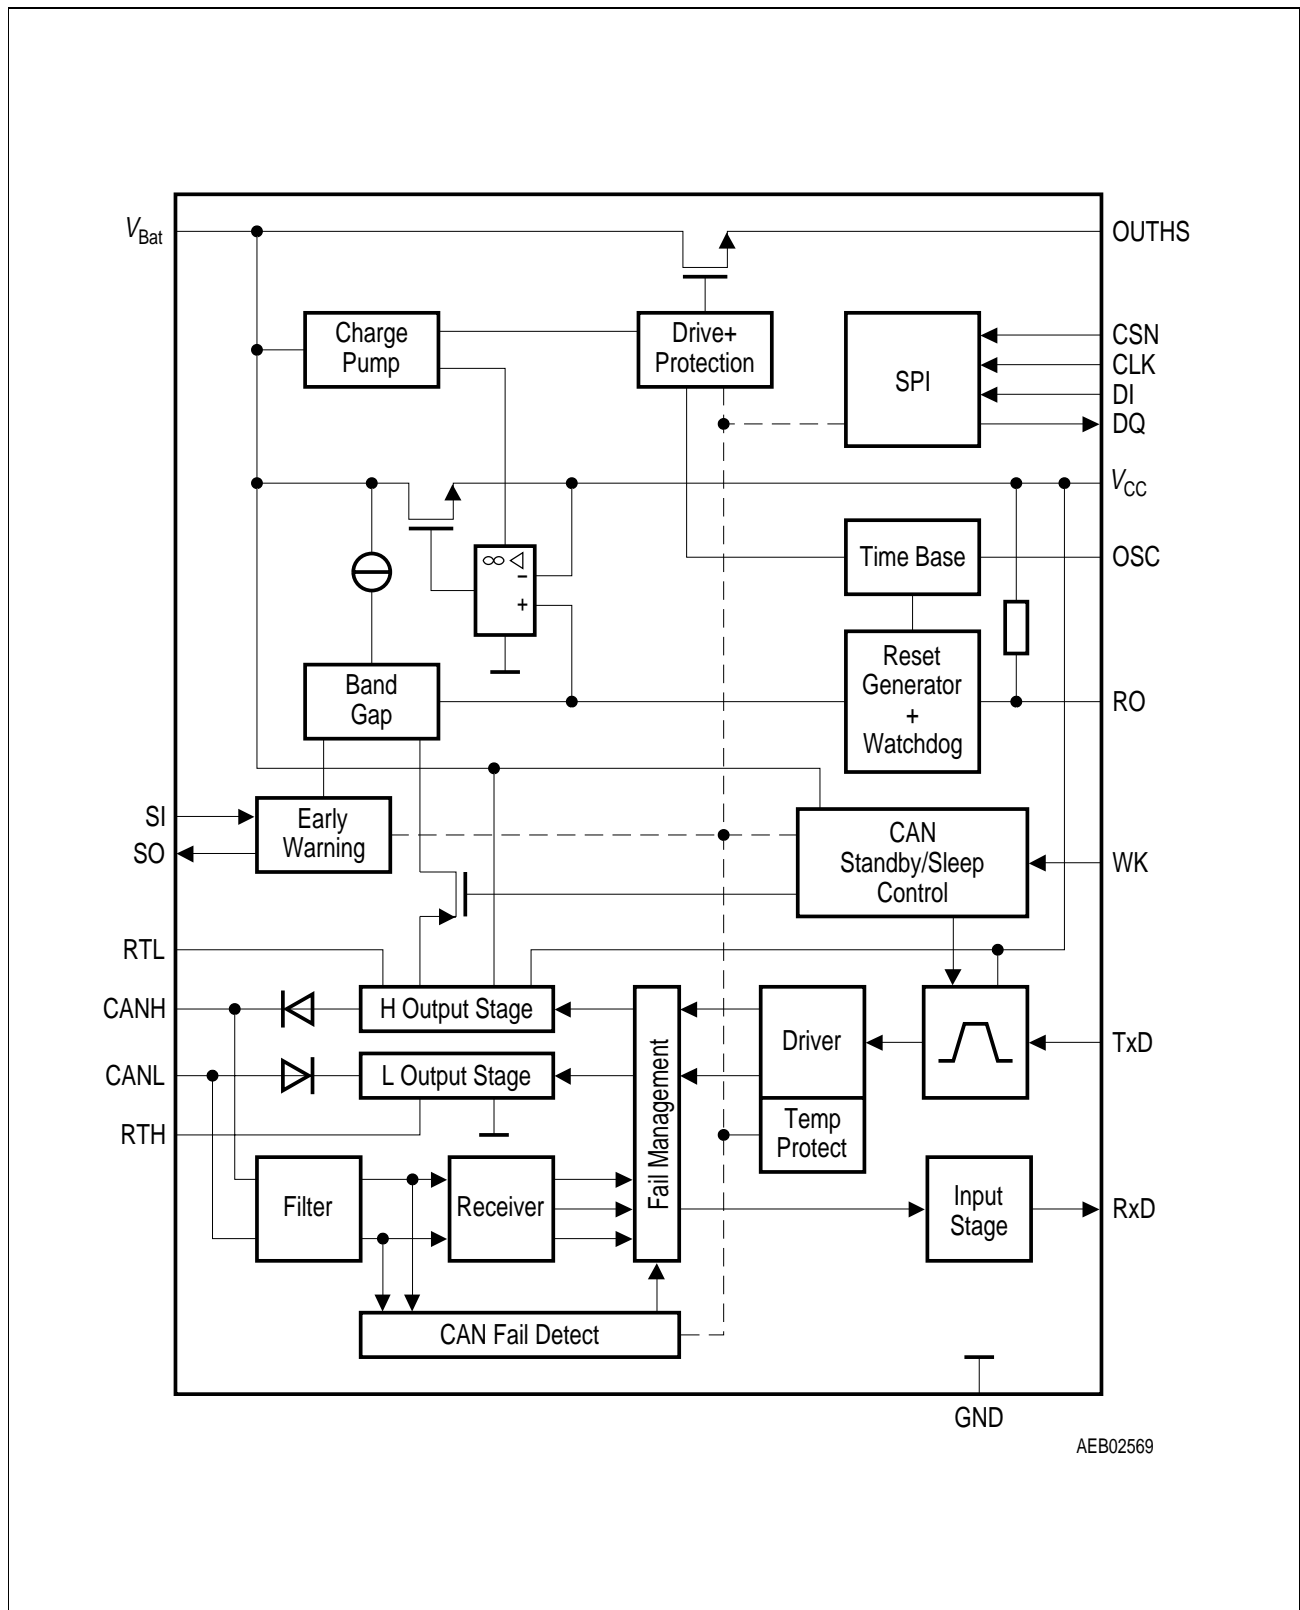 VBat
OUTHS
Charge
Pump
Drive+
Protection
SPI
CSN
CLK
DI
DQ
VCC
∞
−
+
Time Base
OSC
Band
Gap
Reset
Generator
+
Watchdog
RO
SI
SO
Early
Warning
CAN
Standby/Sleep
Control
WK
RTL
CANH
H Output Stage
CANL
L Output Stage
RTH
Fail Management
Driver
Temp
Protect
TxD
Filter
Receiver
Input
Stage
RxD
CAN Fail Detect
GND
AEB02569